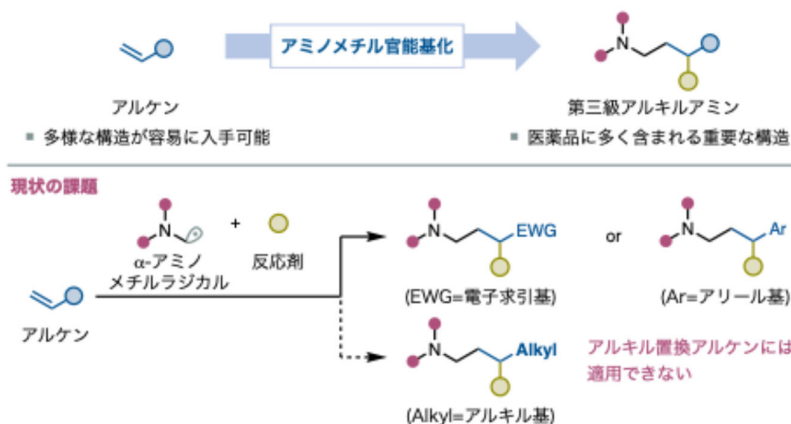 アミノメチル官能基化
N
アルケン
第三級アルキルアミン
■ 多様な構造が容易に入手可能
■ 医薬品に多く含まれる重要な構造
現状の課題
N
+
α-アミノ
メチルラジカル
反応剤
アルケン
N
EWG
(EWG=電子求引基)
or
N
Ar
(Ar=アリール基)
N
Alkyl
(Alkyl=アルキル基)
アルキル置換アルケンには
適用できない